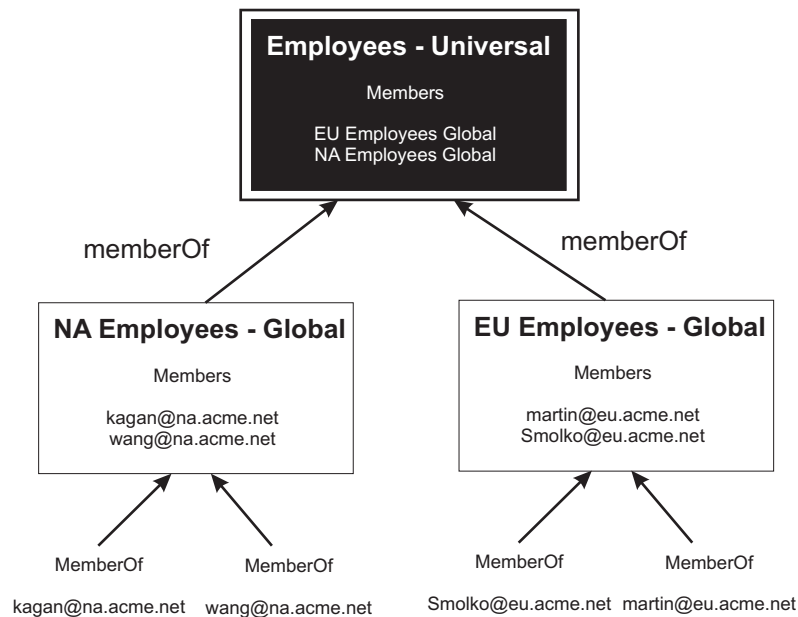 Employees - Universal
Members
EU Employees Global
NA Employees Global
memberOf
memberOf
NA Employees - Global
Members
kagan@na.acme.net
wang@na.acme.net
EU Employees - Global
Members
martin@eu.acme.net
Smolko@eu.acme.net
MemberOf
kagan@na.acme.net
MemberOf
wang@na.acme.net
MemberOf
Smolko@eu.acme.net
MemberOf
martin@eu.acme.net